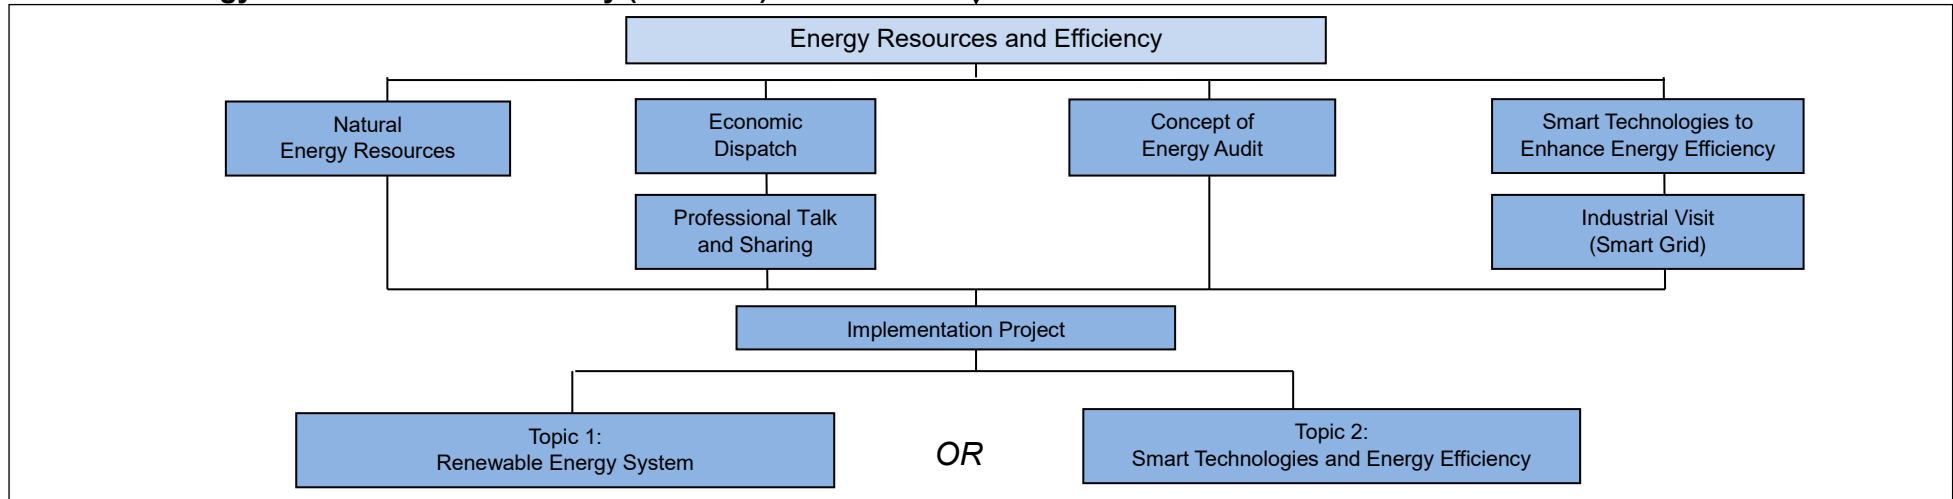 Energy Resources and Efficiency
Natural
Energy Resources
Economic
Dispatch
Concept of
Energy Audit
Smart Technologies to
Enhance Energy Efficiency
Professional Talk
and Sharing
Industrial Visit
(Smart Grid)
Implementation Project
Topic 1:
Renewable Energy System
OR
Topic 2:
Smart Technologies and Energy Efficiency